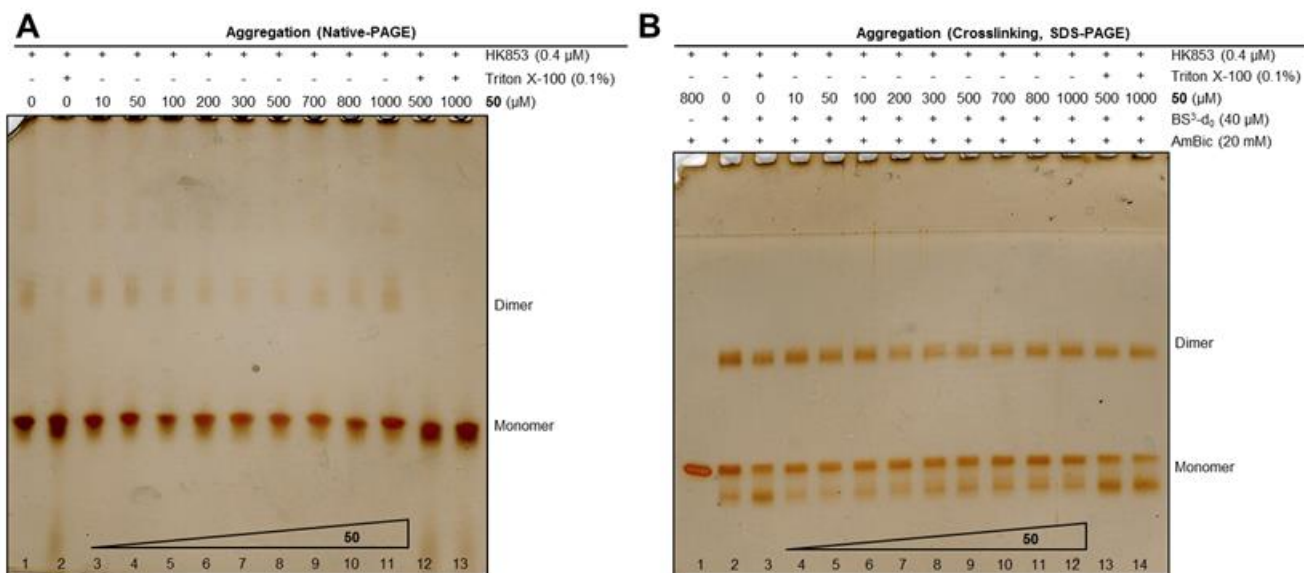 A
Aggregation (Native-PAGE)
+ + + + + + + + + + + + + HK853 (0.4 µM)
- + - - - - - - - - - + + Triton X-100 (0.1%)
0 0 10 50 100 200 300 500 700 800 1000 500 1000 50 (µM)
Dimer
Monomer
50
1 2 3 4 5 6 7 8 9 10 11 12 13
B
Aggregation (Crosslinking, SDS-PAGE)
+ + + + + + + + + + + + + + HK853 (0.4 µM)
- - + - - - - - - - - - + + Triton X-100 (0.1%)
800 0 0 10 50 100 200 300 500 700 800 1000 500 1000 50 (µM)
- + + + + + + + + + + + + + BS³-d₀ (40 µM)
+ + + + + + + + + + + + + + AmBic (20 mM)
Dimer
Monomer
50
1 2 3 4 5 6 7 8 9 10 11 12 13 14